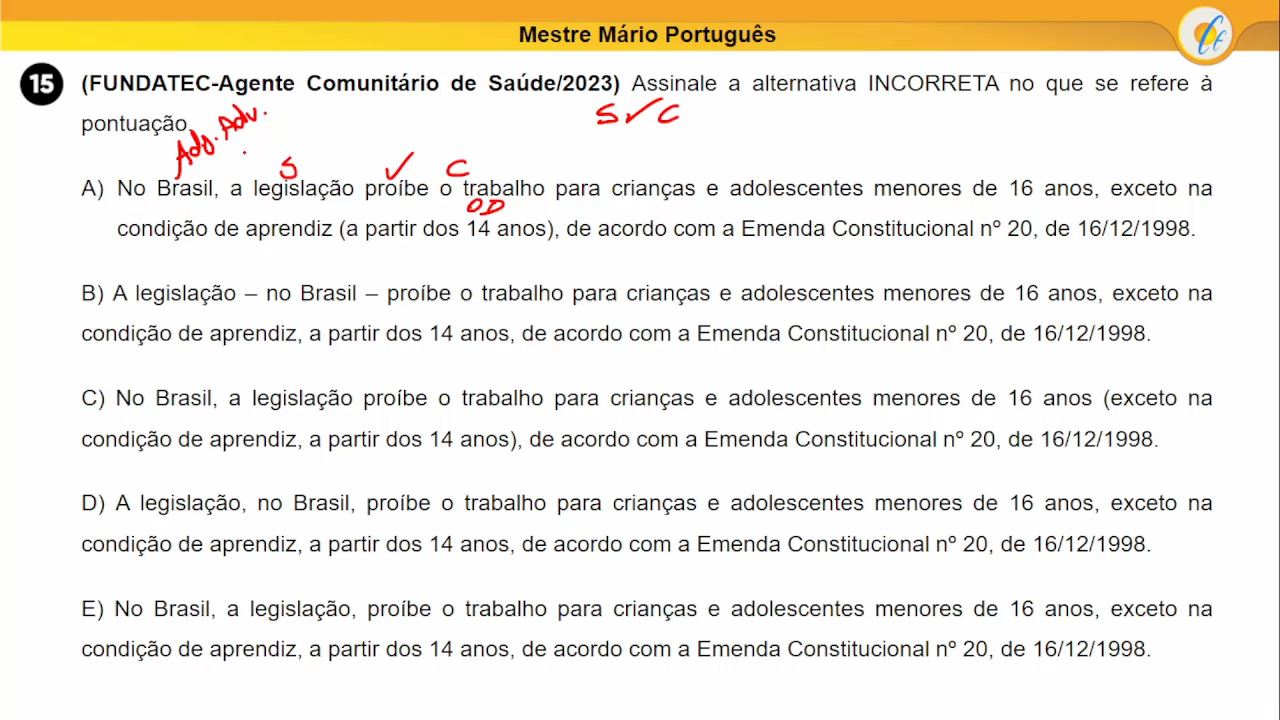 Mestre Mário Português
15 (FUNDATEC-Agente Comunitário de Saúde/2023) Assinale a alternativa INCORRETA no que se refere à
S V C
pontuação
Adj. Adv.
S V C
A) No Brasil, a legislação proíbe o trabalho para crianças e adolescentes menores de 16 anos, exceto na
OD
condição de aprendiz (a partir dos 14 anos), de acordo com a Emenda Constitucional nº 20, de 16/12/1998.
B) A legislação – no Brasil – proíbe o trabalho para crianças e adolescentes menores de 16 anos, exceto na
condição de aprendiz, a partir dos 14 anos, de acordo com a Emenda Constitucional nº 20, de 16/12/1998.
C) No Brasil, a legislação proíbe o trabalho para crianças e adolescentes menores de 16 anos (exceto na
condição de aprendiz, a partir dos 14 anos), de acordo com a Emenda Constitucional nº 20, de 16/12/1998.
D) A legislação, no Brasil, proíbe o trabalho para crianças e adolescentes menores de 16 anos, exceto na
condição de aprendiz, a partir dos 14 anos, de acordo com a Emenda Constitucional nº 20, de 16/12/1998.
E) No Brasil, a legislação, proíbe o trabalho para crianças e adolescentes menores de 16 anos, exceto na
condição de aprendiz, a partir dos 14 anos, de acordo com a Emenda Constitucional nº 20, de 16/12/1998.